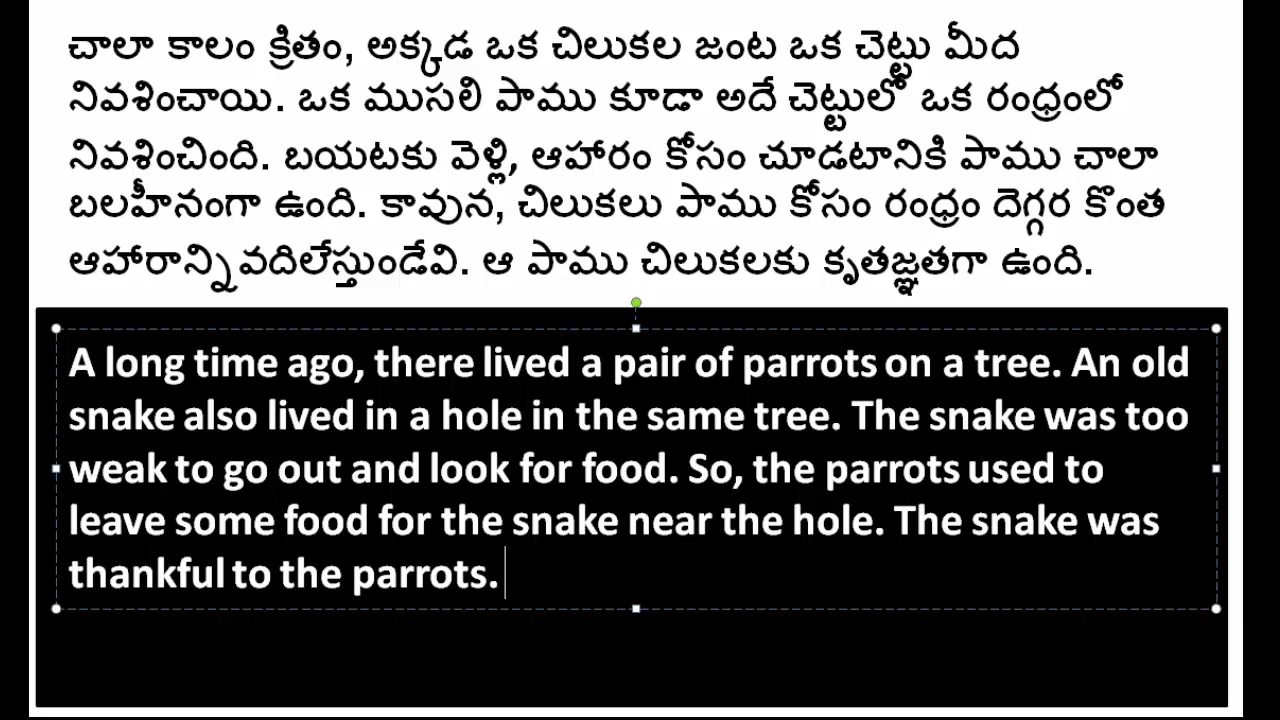 చాలా కాలం క్రితం, అక్కడ ఒక చిలుకల జంట ఒక చెట్టు మీద
నివశించాయి. ఒక ముసలి పాము కూడా అదే చెట్టులో ఒక రంధ్రంలో
నివశించింది. బయటకు వెళ్లి, ఆహారం కోసం చూడటానికి పాము చాలా
బలహీనంగా ఉంది. కావున, చిలుకలు పాము కోసం రంధ్రం దెగ్గర కొంత
ఆహారాన్ని వదిలేస్తుండేవి. ఆ పాము చిలుకలకు కృతజ్ఞతగా ఉంది.
A long time ago, there lived a pair of parrots on a tree. An old
snake also lived in a hole in the same tree. The snake was too
weak to go out and look for food. So, the parrots used to
leave some food for the snake near the hole. The snake was
thankful to the parrots.